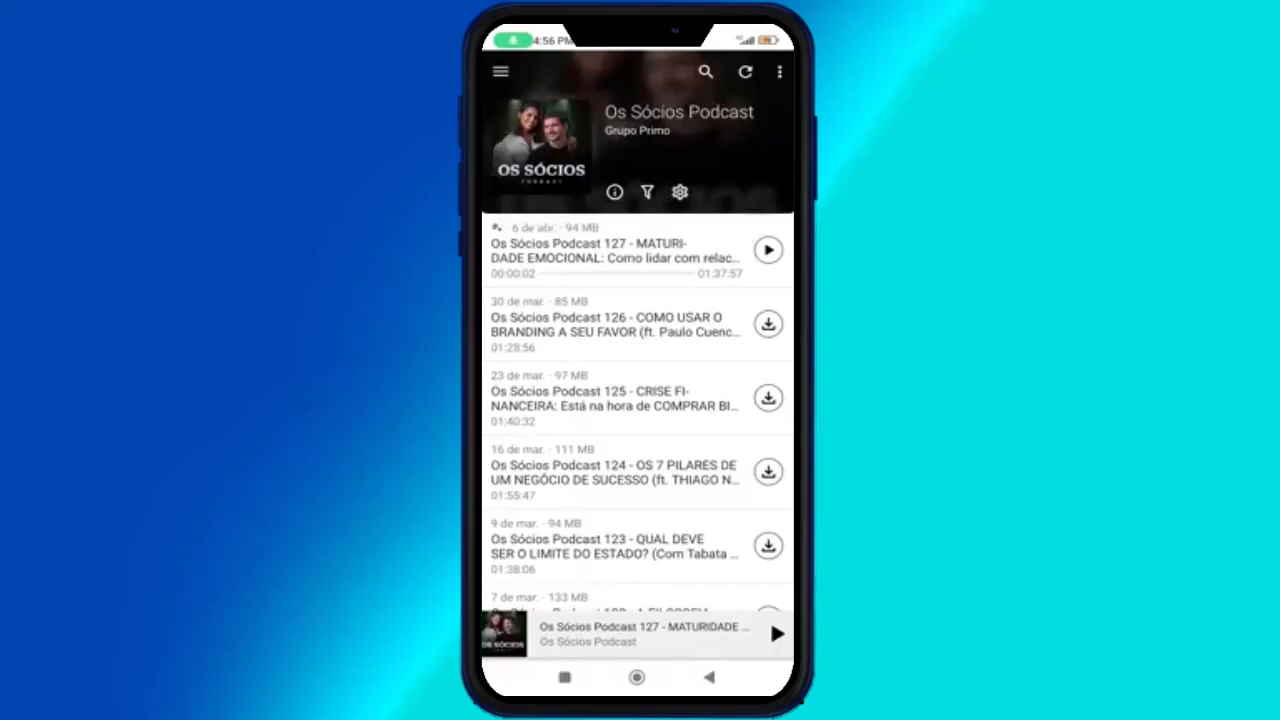 4:56 PM
Os Sócios Podcast
Grupo Primo
OS SÓCIOS
PODCAST
6 de abr. · 94 MB
Os Sócios Podcast 127 - MATURI-
DADE EMOCIONAL: Como lidar com relac...
00:00:02
01:37:57
30 de mar. · 85 MB
Os Sócios Podcast 126 - COMO USAR O
BRANDING A SEU FAVOR (ft. Paulo Cuenc...
01:28:56
23 de mar. · 97 MB
Os Sócios Podcast 125 - CRISE FI-
NANCEIRA: Está na hora de COMPRAR BI...
01:40:32
16 de mar. · 111 MB
Os Sócios Podcast 124 - OS 7 PILARES DE
UM NEGÓCIO DE SUCESSO (ft. THIAGO N...
01:55:47
9 de mar. · 94 MB
Os Sócios Podcast 123 - QUAL DEVE
SER O LIMITE DO ESTADO? (Com Tabata ...
01:38:06
7 de mar. · 133 MB
OS SÓCIOS
Os Sócios Podcast 127 - MATURIDADE ...
Os Sócios Podcast